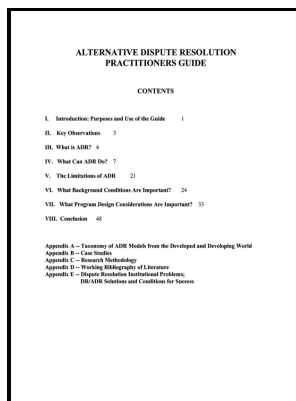 ALTERNATIVE DISPUTE RESOLUTION
PRACTITIONERS GUIDE
CONTENTS
I. Introduction: Purposes and Use of the Guide 1
II. Key Observations 3
III. What is ADR? 4
IV. What Can ADR Do? 7
V. The Limitations of ADR 21
VI. What Background Conditions Are Important? 24
VII. What Program Design Considerations Are Important? 33
VIII. Conclusion 48
Appendix A -- Taxonomy of ADR Models from the Developed and Developing World
Appendix B -- Case Studies
Appendix C -- Research Methodology
Appendix D -- Working Bibliography of Literature
Appendix E -- Dispute Resolution Institutional Problems;
DR/ADR Solutions and Conditions for Success